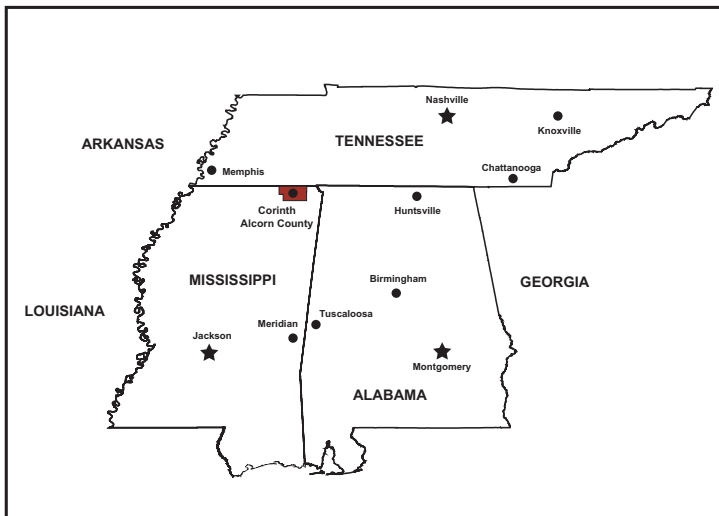 Nashville
Knoxville
ARKANSAS
TENNESSEE
Memphis
Chattanooga
Corinth
Alcorn County
Huntsville
MISSISSIPPI
Birmingham
GEORGIA
LOUISIANA
Tuscaloosa
Meridian
Jackson
Montgomery
ALABAMA